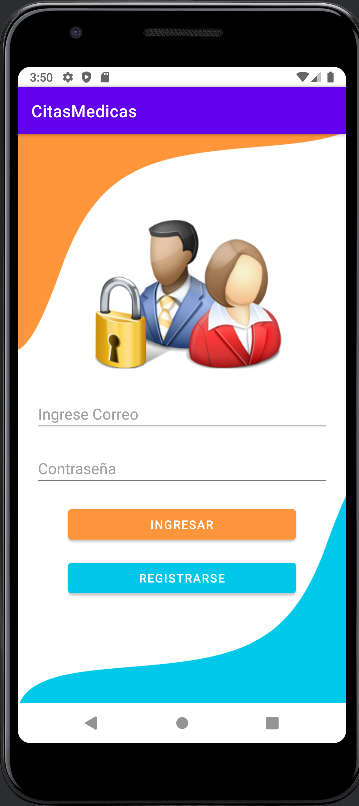 3:50
CitasMedicas
Ingrese Correo
Contraseña
INGRESAR
REGISTRARSE